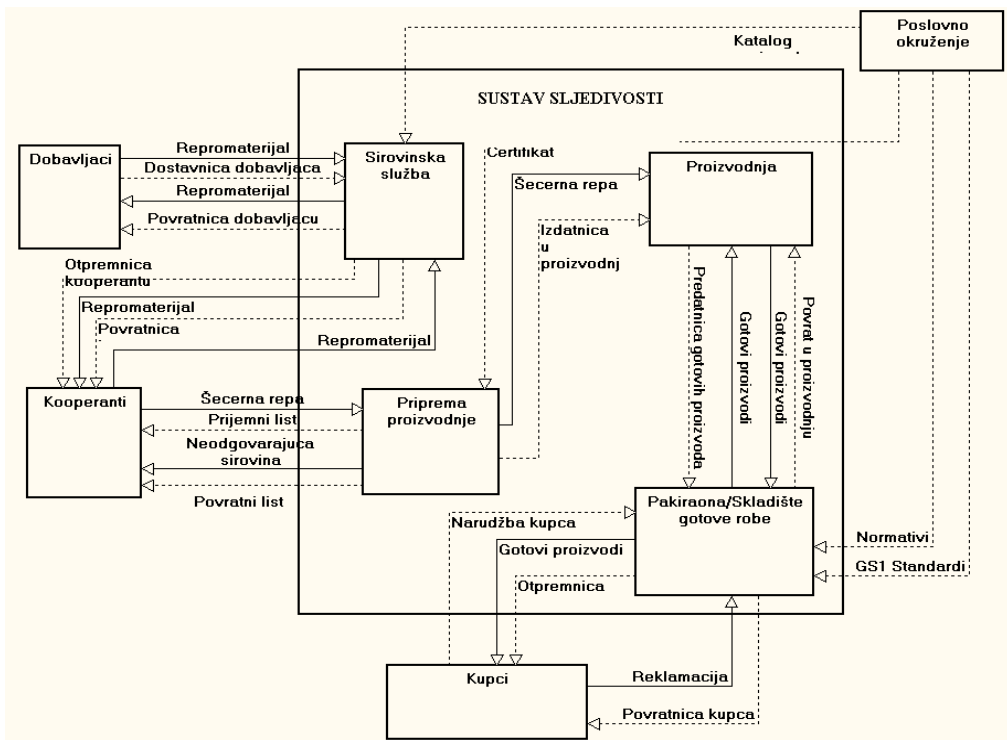 Poslovno
okruženje
Katalog
SUSTAV SLJEDIVOSTI
Dobavljaci
Repromaterijal
Dostavnica dobavljaca
Repromaterijal
Povratnica dobavljacu
Sirovinska
služba
Certifikat
Šecerna repa
Proizvodnja
Izdatnica
u
proizvodnj
Otpremnica
kooperantu
Repromaterijal
Povratnica
Repromaterijal
Predatnica gotovih proizvoda
Gotovi proizvodi
Gotovi proizvodi
Povrat u proizvodnju
Kooperanti
Šecerna repa
Prijemni list
Neodgovarajuca
sirovina
Povratni list
Priprema
proizvodnje
Pakiraona/Skladište
gotove robe
Narudžba kupca
Gotovi proizvodi
Otpremnica
Normativi
GS1 Standardi
Kupci
Reklamacija
Povratnica kupca